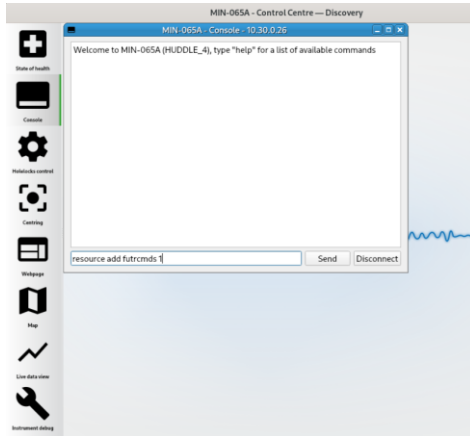 MIN-065A - Control Centre — Discovery
MIN-065A - Console - 10.30.0.26
Welcome to MIN-065A (HUDDLE_4), type "help" for a list of available commands
State of health
Console
Molelocks control
Centring
Webpage
Map
Live data view
Instrument debug
resource add futrcmds 1
Send
Disconnect